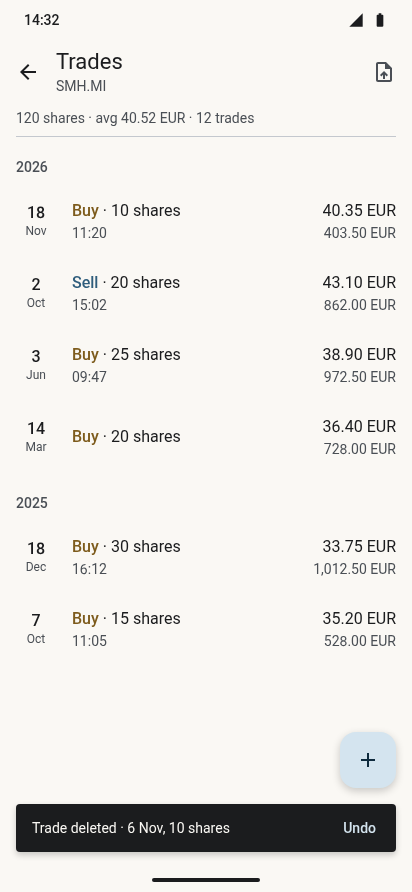 14:32
Trades
SMH.MI
120 shares · avg 40.52 EUR · 12 trades
2026
18 Nov
Buy · 10 shares
11:20
40.35 EUR
403.50 EUR
2 Oct
Sell · 20 shares
15:02
43.10 EUR
862.00 EUR
3 Jun
Buy · 25 shares
09:47
38.90 EUR
972.50 EUR
14 Mar
Buy · 20 shares
36.40 EUR
728.00 EUR
2025
18 Dec
Buy · 30 shares
16:12
33.75 EUR
1,012.50 EUR
7 Oct
Buy · 15 shares
11:05
35.20 EUR
528.00 EUR
Trade deleted · 6 Nov, 10 shares
Undo